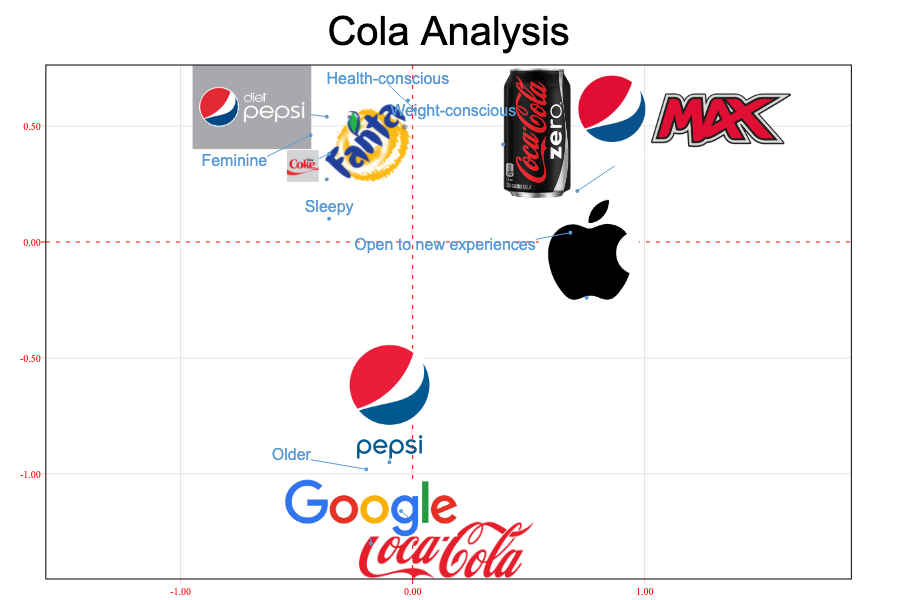 Cola Analysis
Health-conscious
diet
pepsi
Weight-conscious
Fanta
Coca-Cola
zero
MAX
0.50
Feminine
Coke
Sleepy
0.00
Open to new experiences
-0.50
pepsi
Older
-1.00
Google
Coca-Cola
-1.00
0.00
1.00